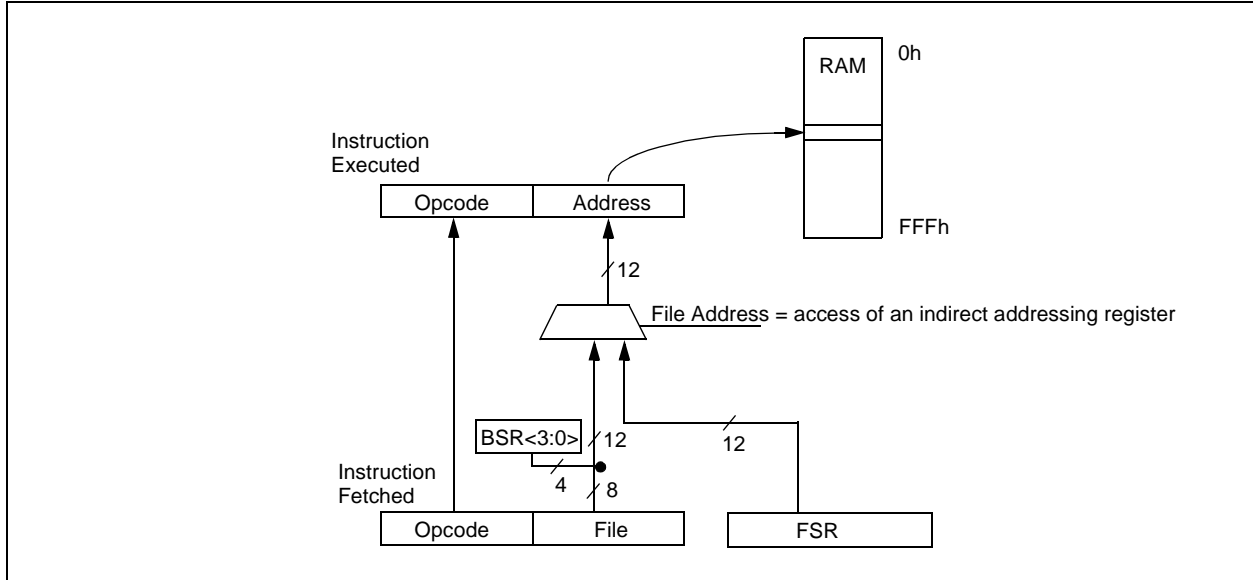 RAM
0h
Instruction
Executed
Opcode
Address
FFFh
12
File Address = access of an indirect addressing register
BSR<3:0>
12
12
4
8
Instruction
Fetched
Opcode
File
FSR